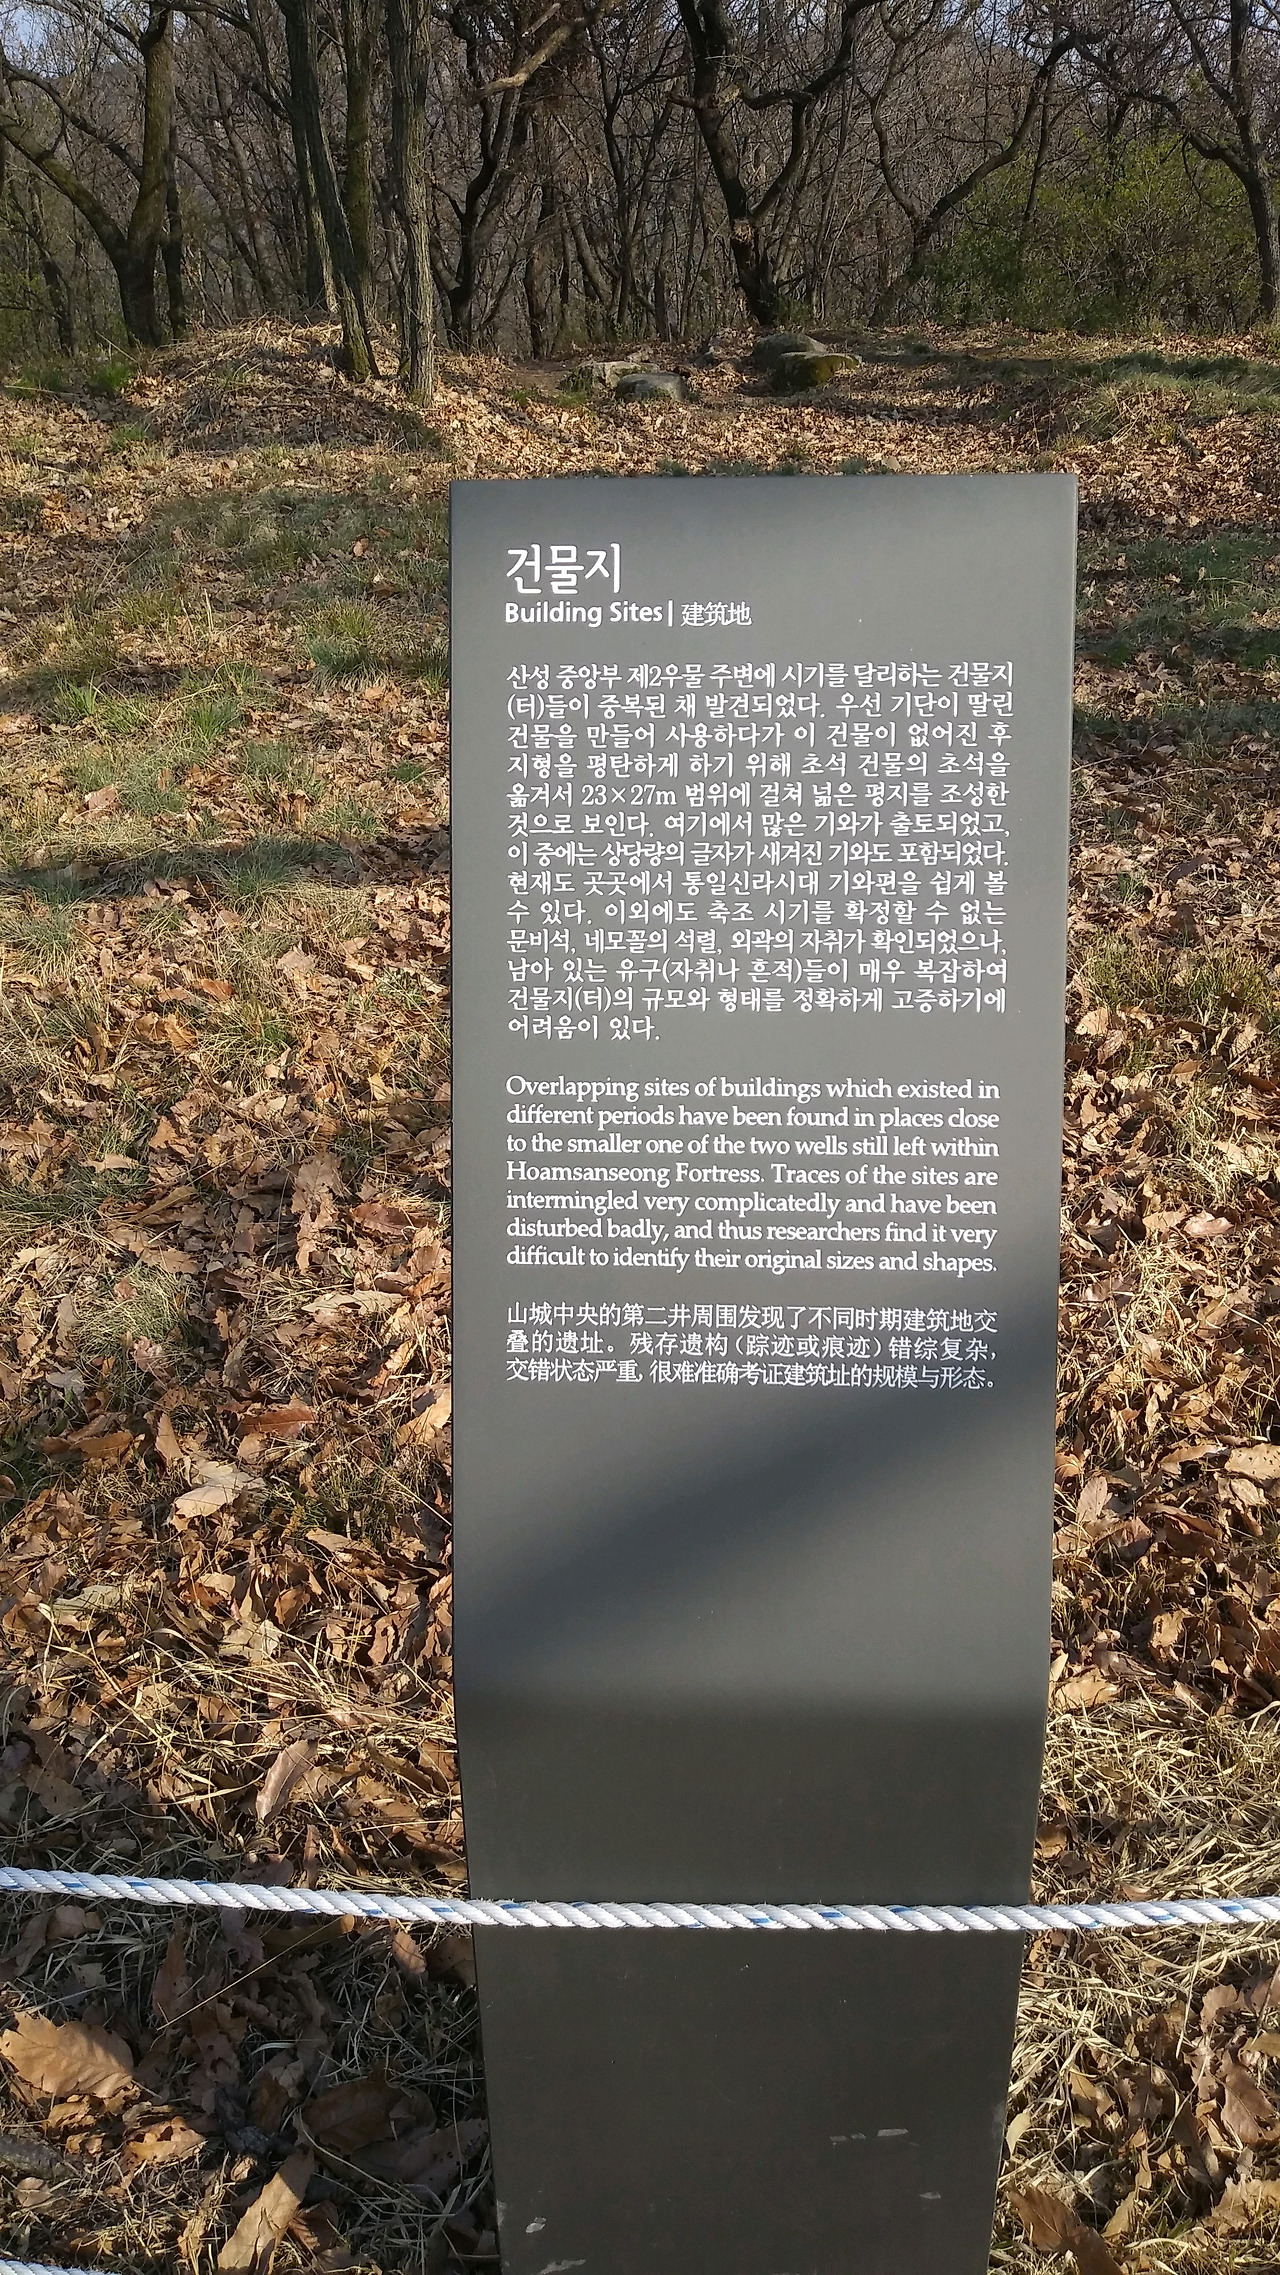 건물지
Building Sites| 建筑地
산성 중앙부 제2우물 주변에 시기를 달리하는 건물지
(터)들이 중복된 채 발견되었다. 우선 기단이 딸린
건물을 만들어 사용하다가 이 건물이 없어진 후
지형을 평탄하게 하기 위해 초석 건물의 초석을
옮겨서 23×27m 범위에 걸쳐 넓은 평지를 조성한
것으로 보인다. 여기에서 많은 기와가 출토되었고,
이 중에는 상당량의 글자가 새겨진 기와도 포함되었다.
현재도 곳곳에서 통일신라시대 기와편을 쉽게 볼
수 있다. 이외에도 축조 시기를 확정할 수 없는
문비석, 네모꼴의 석렬, 외곽의 자취가 확인되었으나,
남아 있는 유구(자취나 흔적)들이 매우 복잡하여
건물지(터)의 규모와 형태를 정확하게 고증하기에
어려움이 있다.
Overlapping sites of buildings which existed in
different periods have been found in places close
to the smaller one of the two wells still left within
Hoamsanseong Fortress. Traces of the sites are
intermingled very complicatedly and have been
disturbed badly, and thus researchers find it very
difficult to identify their original sizes and shapes.
山城中央的第二井周围发现了不同时期建筑地交
叠的遗址。残存遗构（踪迹或痕迹）错综复杂，
交错状态严重, 很难准确考证建筑址的规模与形态。